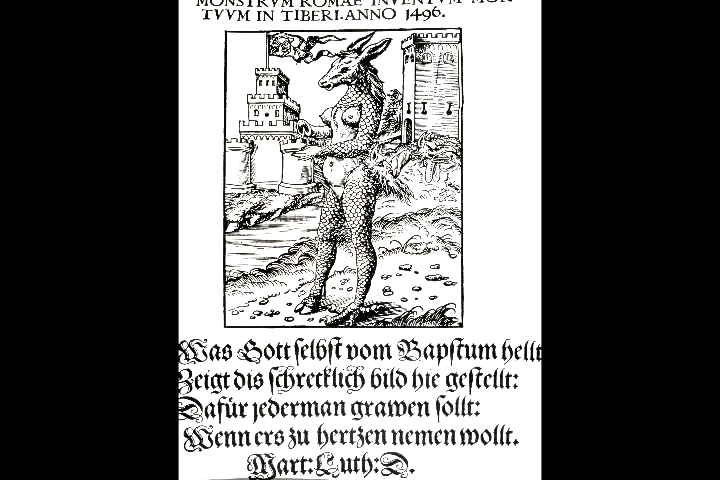 MONSTRVM ROMAE INVENTVM MOR-
TVVM IN TIBERI. ANNO 1496.
Was Gott selbst vom Bapstum hellt
Zeigt dis schrecklich bild hie gestellt:
Dafür jederman grawen sollt:
Wenn ers zu hertzen nemen wollt.
Mart: Luth: D.